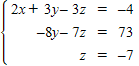 2x + 3y − 3z = −4
−8y − 7z = 73
z = −7